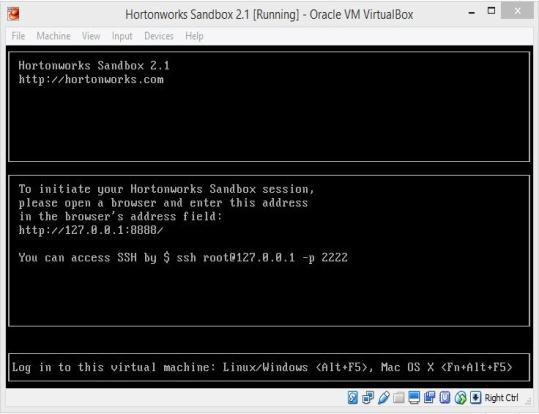 Hortonworks Sandbox 2.1 [Running] - Oracle VM VirtualBox
File Machine View Input Devices Help
Hortonworks Sandbox 2.1
http://hortonworks.com
To initiate your Hortonworks Sandbox session,
please open a browser and enter this address
in the browser's address field:
http://127.0.0.1:8888/
You can access SSH by $ ssh root@127.0.0.1 -p 2222
Log in to this virtual machine: Linux/Windows <Alt+F5>, Mac OS X <Fn+Alt+F5>
Right Ctrl